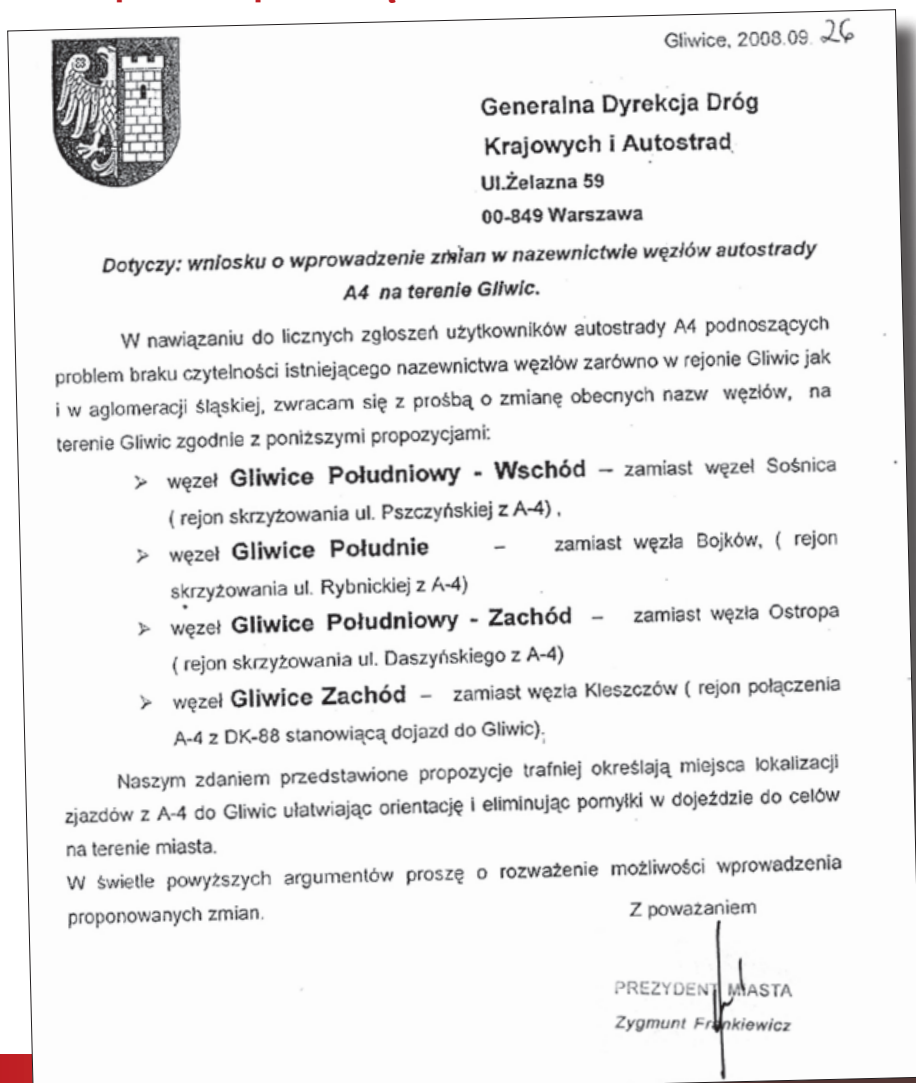 Gliwice, 2008.09. 26
Generalna Dyrekcja Dróg
Krajowych i Autostrad
Ul.Żelazna 59
00-849 Warszawa
Dotyczy: wniosku o wprowadzenie zmian w nazewnictwie węzłów autostrady
A4 na terenie Gliwic.
W nawiązaniu do licznych zgłoszeń użytkowników autostrady A4 podnoszących
problem braku czytelności istniejącego nazewnictwa węzłów zarówno w rejonie Gliwic jak
i w aglomeracji śląskiej, zwracam się z prośbą o zmianę obecnych nazw węzłów, na
terenie Gliwic zgodnie z poniższymi propozycjami:
➢ węzeł Gliwice Południowy - Wschód – zamiast węzeł Sośnica
( rejon skrzyżowania ul. Pszczyńskiej z A-4) .
➢ węzeł Gliwice Południe – zamiast węzła Bojków, ( rejon
skrzyżowania ul. Rybnickiej z A-4)
➢ węzeł Gliwice Południowy - Zachód – zamiast węzła Ostropa
( rejon skrzyżowania ul. Daszyńskiego z A-4)
➢ węzeł Gliwice Zachód – zamiast węzła Kleszczów ( rejon połączenia
A-4 z DK-88 stanowiącą dojazd do Gliwic).
Naszym zdaniem przedstawione propozycje trafniej określają miejsca lokalizacji
zjazdów z A-4 do Gliwic ułatwiając orientację i eliminując pomyłki w dojeździe do celów
na terenie miasta.
W świetle powyższych argumentów proszę o rozważenie możliwości wprowadzenia
proponowanych zmian.
Z poważaniem
PREZYDENT MIASTA
Zygmunt Frankiewicz